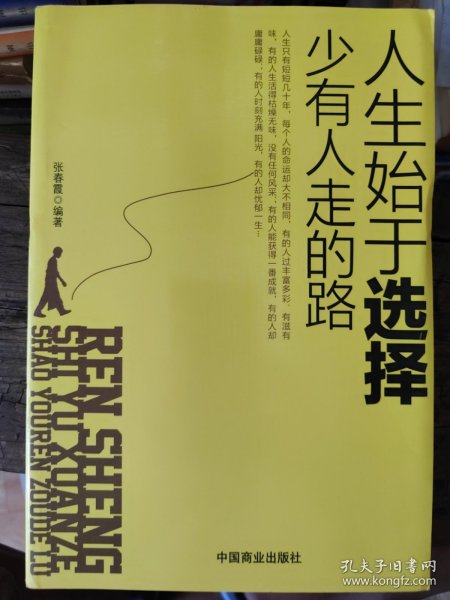 人生始于选择
少有人走的路
人生只有短短几十年，每个人的命运却大不相同，有的人过丰富多彩、有滋有
味，有的人生活得枯燥无味，没有任何风采；有的人能获得一番成就，有的人却
庸庸碌碌；有的人时刻充满阳光，有的人却忧郁一生…
张春霞◎编著
REN SHENG
SHI YU XUANZE
SHAO YOUREN ZOUDE LU
中国商业出版社
孔夫子旧书网
www.kongfz.com